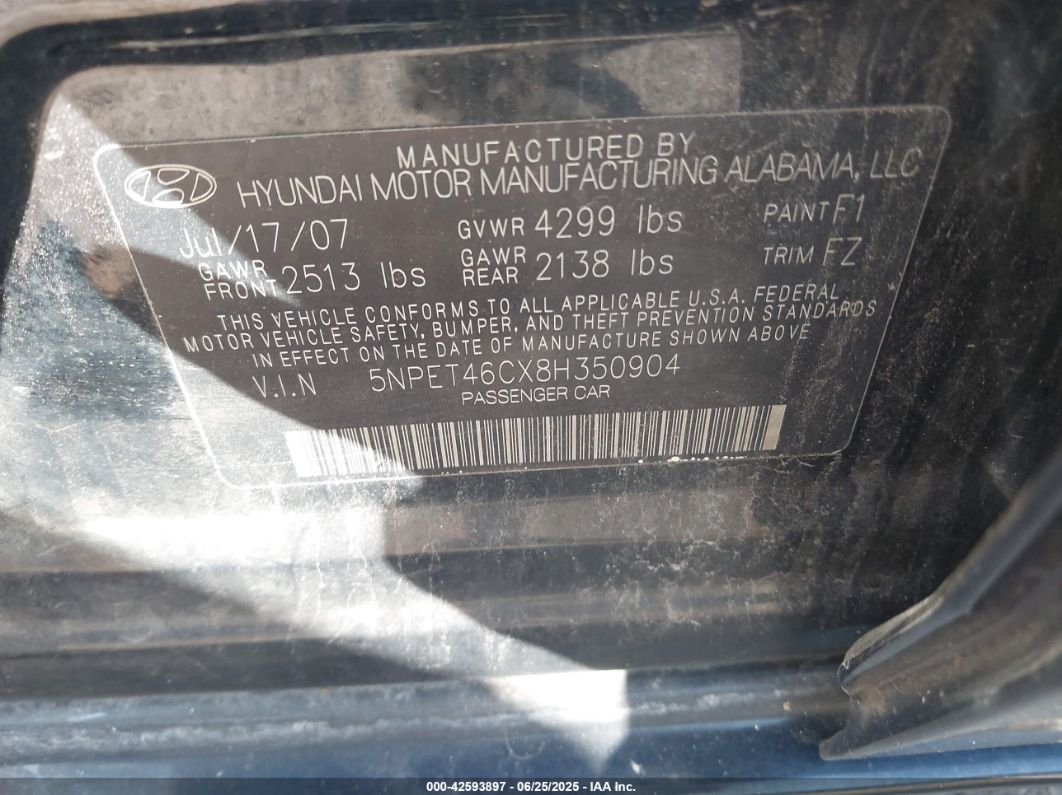 MANUFACTURED BY
HYUNDAI MOTOR MANUFACTURING ALABAMA, LLC
Jul/17/07 GVWR 4299 lbs PAINT F1
GAWR FRONT 2513 lbs GAWR REAR 2138 lbs TRIM FZ
THIS VEHICLE CONFORMS TO ALL APPLICABLE U.S.A. FEDERAL
MOTOR VEHICLE SAFETY, BUMPER, AND THEFT PREVENTION STANDARDS
IN EFFECT ON THE DATE OF MANUFACTURE SHOWN ABOVE
V.I.N 5NPET46CX8H350904
PASSENGER CAR
000-42593897 - 06/25/2025 - IAA Inc.